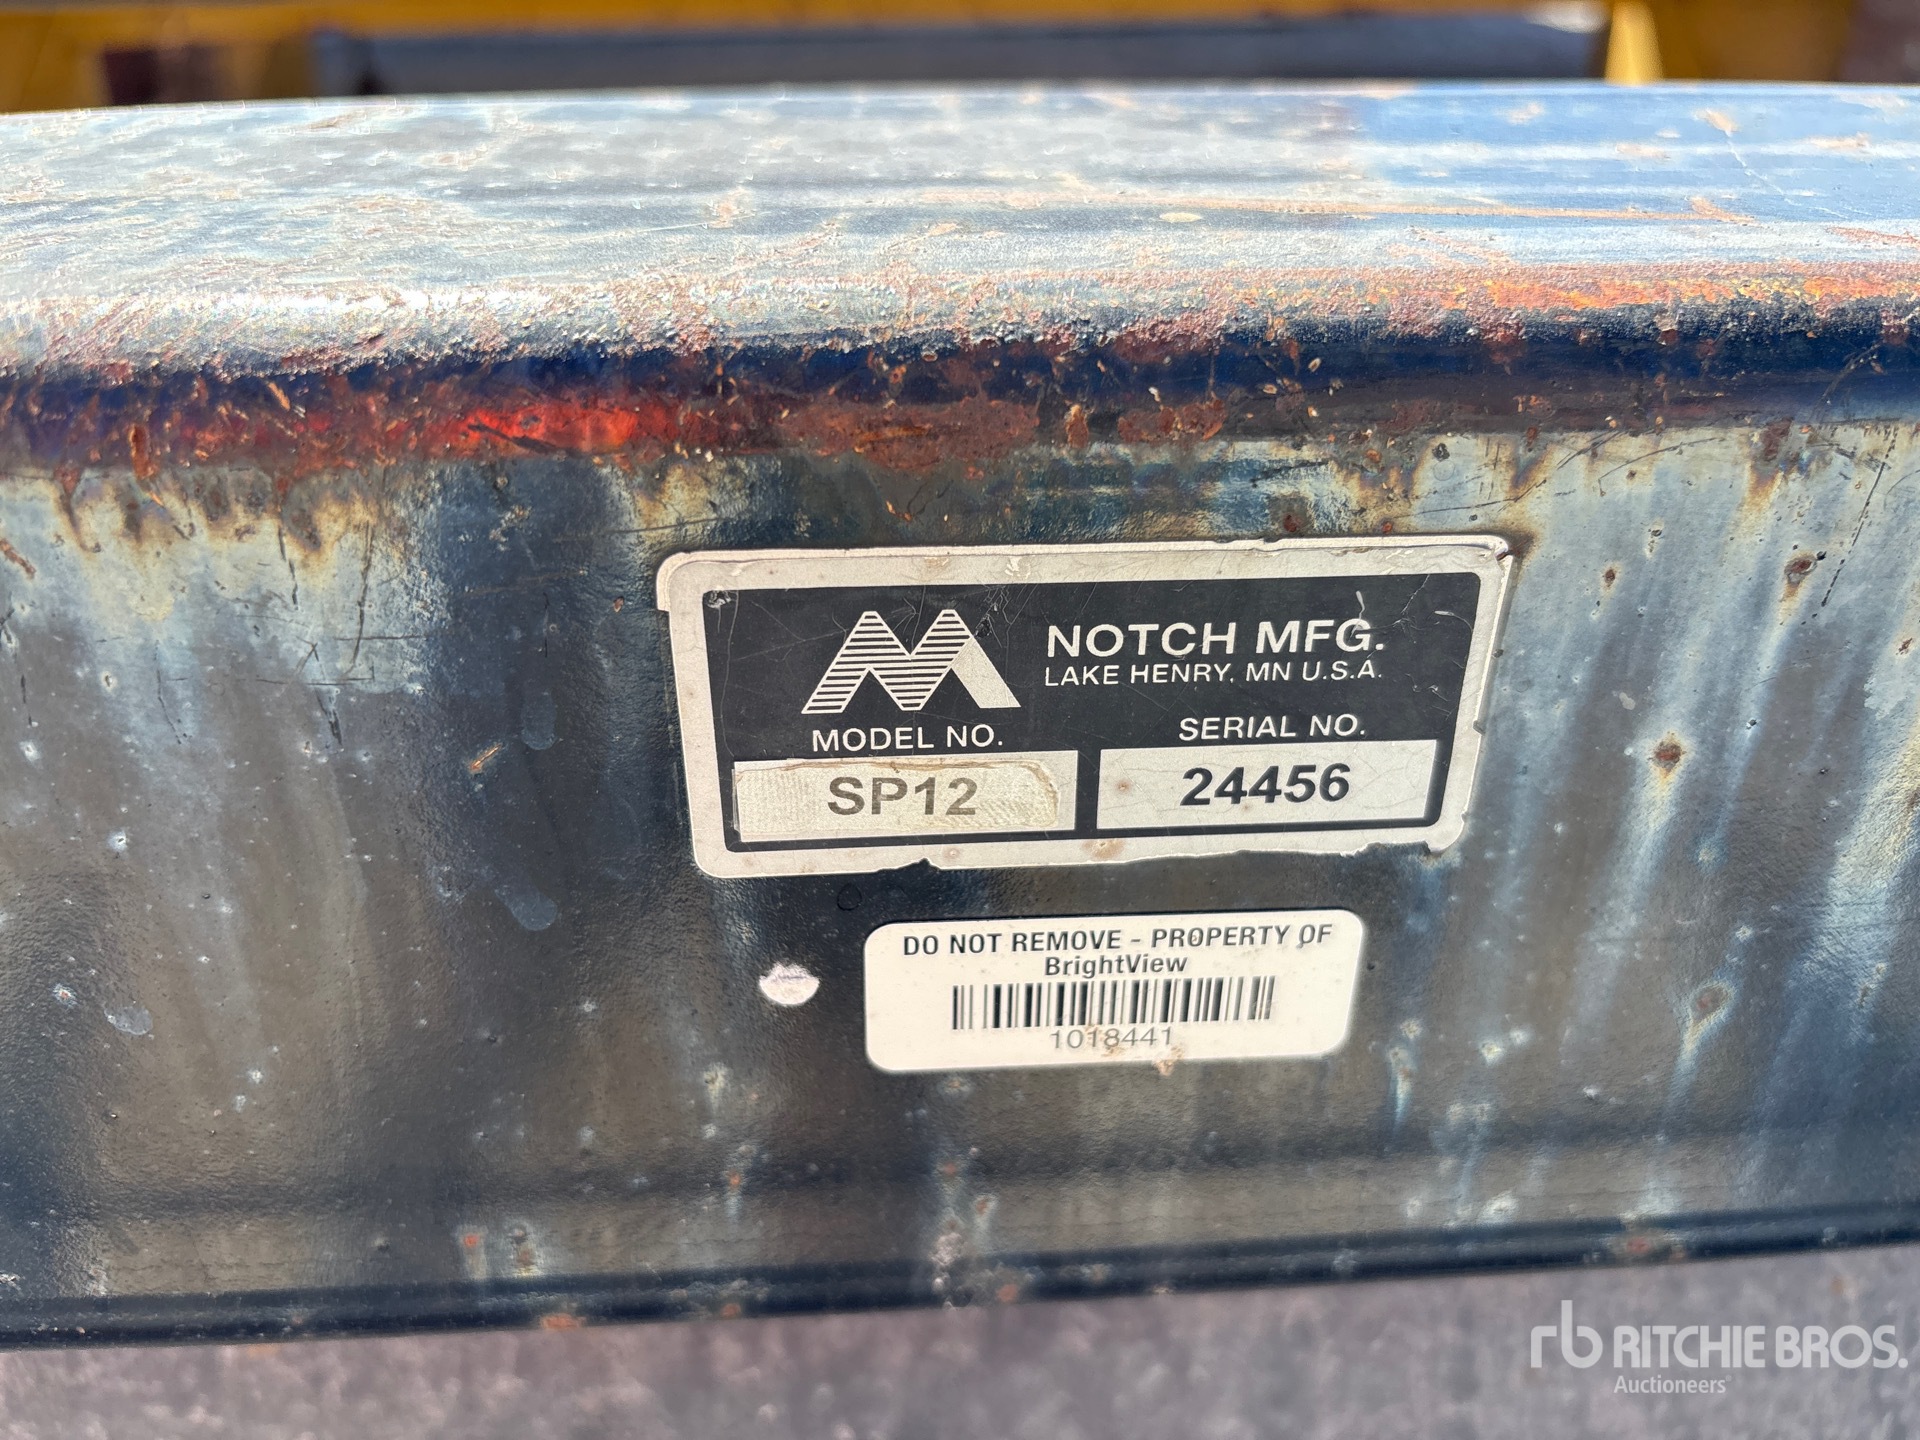 NOTCH MFG.
LAKE HENRY, MN U.S.A.
MODEL NO.
SERIAL NO.
SP12
24456
DO NOT REMOVE - PROPERTY OF
BrightView
1018441
rb RITCHIE BROS.
Auctioneers